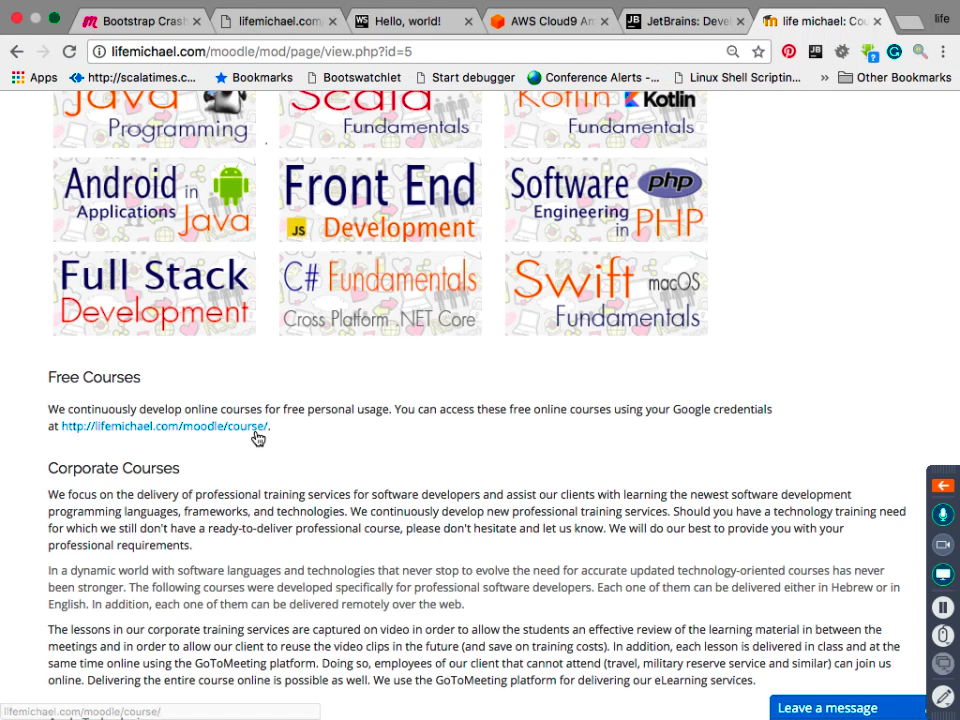 Bootstrap Crash
lifemichael.com/
Hello, world!
AWS Cloud9 Am
JetBrains: Devel
life michael: Cou
life
lifemichael.com/moodle/mod/page/view.php?id=5
Apps
http://scalatimes.c...
Bookmarks
Bootswatchlet
Start debugger
Conference Alerts -...
Linux Shell Scriptin...
»
Other Bookmarks
Java
Programming
Scala
Fundamentals
Kotlin
Kotlin
Fundamentals
Android in
Applications Java
Front End
JS Development
Software php
Engineering
in PHP
Full Stack
Development
C# Fundamentals
Cross Platform .NET Core
Swift macOS
Fundamentals
Free Courses
We continuously develop online courses for free personal usage. You can access these free online courses using your Google credentials
at http://lifemichael.com/moodle/course/.
Corporate Courses
We focus on the delivery of professional training services for software developers and assist our clients with learning the newest software development
programming languages, frameworks, and technologies. We continuously develop new professional training services. Should you have a technology training need
for which we still don't have a ready-to-deliver professional course, please don't hesitate and let us know. We will do our best to provide you with your
professional requirements.
In a dynamic world with software languages and technologies that never stop to evolve the need for accurate updated technology-oriented courses has never
been stronger. The following courses were developed specifically for professional software developers. Each one of them can be delivered either in Hebrew or in
English. In addition, each one of them can be delivered remotely over the web.
The lessons in our corporate training services are captured on video in order to allow the students an effective review of the learning material in between the
meetings and in order to allow our client to reuse the video clips in the future (and save on training costs). In addition, each lesson is delivered in class and at the
same time online using the GoToMeeting platform. Doing so, employees of our client that cannot attend (travel, military reserve service and similar) can join us
online. Delivering the entire course online is possible as well. We use the GoToMeeting platform for delivering our eLearning services.
lifemichael.com/moodle/course/
Leave a message